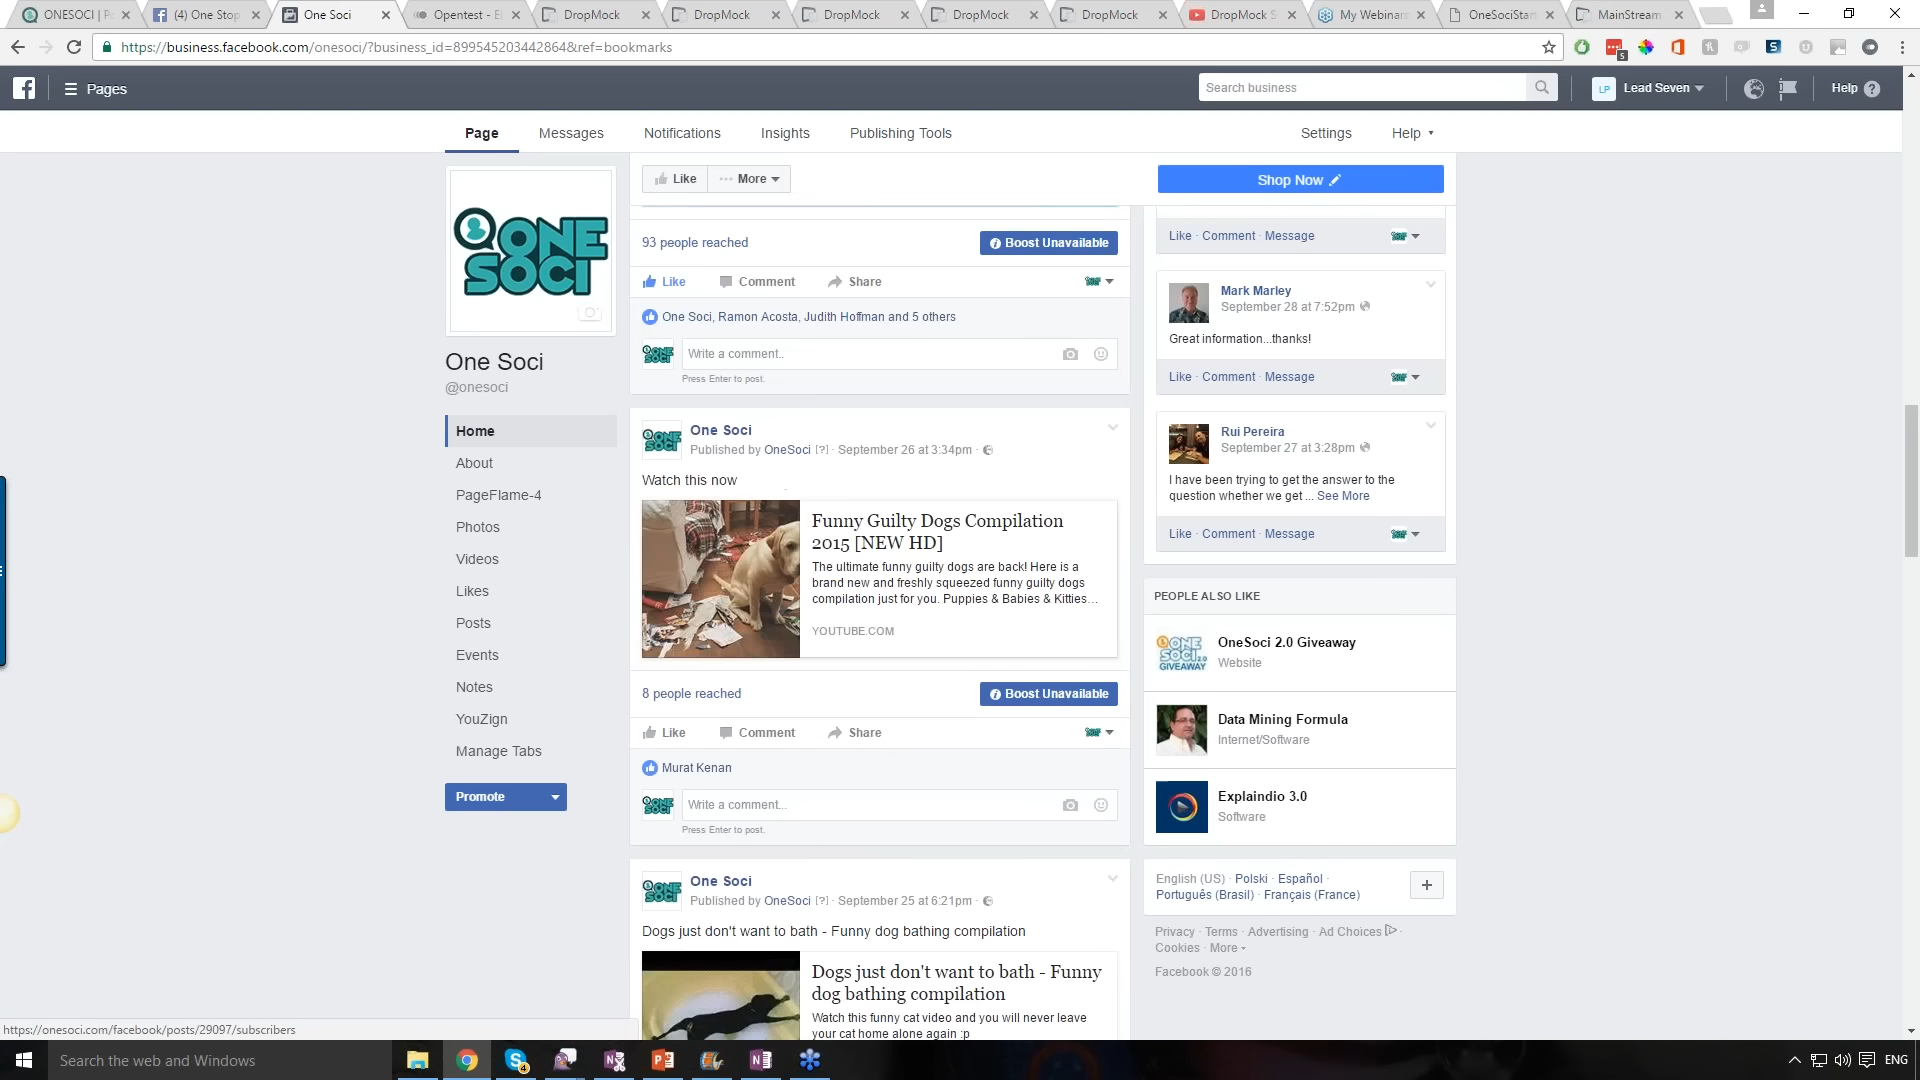 ONESOCI | Po
(4) One Stop
One Soci
Opentest - E
DropMock
DropMock
DropMock
DropMock
DropMock
DropMock S
My Webinars
OneSociStar
MainStream
https://business.facebook.com/onesoci/?business_id=899545203442864&ref=bookmarks
5
Pages
Search business
LP
Lead Seven
Help ?
Page
Messages
Notifications
Insights
Publishing Tools
Settings
Help
ONE
SOCI
One Soci
@onesoci
Home
About
PageFlame-4
Photos
Videos
Likes
Posts
Events
Notes
YouZign
Manage Tabs
Promote
Like
More
Shop Now
93 people reached
Boost Unavailable
Like
Comment
Share
One Soci, Ramon Acosta, Judith Hoffman and 5 others
Write a comment..
Press Enter to post.
One Soci
Published by OneSoci [?] · September 26 at 3:34pm ·
Watch this now
Funny Guilty Dogs Compilation
2015 [NEW HD]
The ultimate funny guilty dogs are back! Here is a
brand new and freshly squeezed funny guilty dogs
compilation just for you. Puppies & Babies & Kitties...
YOUTUBE.COM
8 people reached
Boost Unavailable
Like
Comment
Share
Murat Kenan
Write a comment...
Press Enter to post.
One Soci
Published by OneSoci [?] · September 25 at 6:21pm ·
Dogs just don't want to bath - Funny dog bathing compilation
Dogs just don't want to bath - Funny
dog bathing compilation
Watch this funny cat video and you will never leave
your cat home alone again :p
Like · Comment · Message
Mark Marley
September 28 at 7:52pm
Great information...thanks!
Like · Comment · Message
Rui Pereira
September 27 at 3:28pm
I have been trying to get the answer to the
question whether we get ... See More
Like · Comment · Message
PEOPLE ALSO LIKE
ONE
SOCI 2.0
GIVEAWAY
OneSoci 2.0 Giveaway
Website
Data Mining Formula
Internet/Software
Explaindio 3.0
Software
English (US) · Polski · Español ·
Português (Brasil) · Français (France)
+
Privacy · Terms · Advertising · Ad Choices ·
Cookies · More
Facebook © 2016
https://onesoci.com/facebook/posts/29097/subscribers
Search the web and Windows
4
ENG